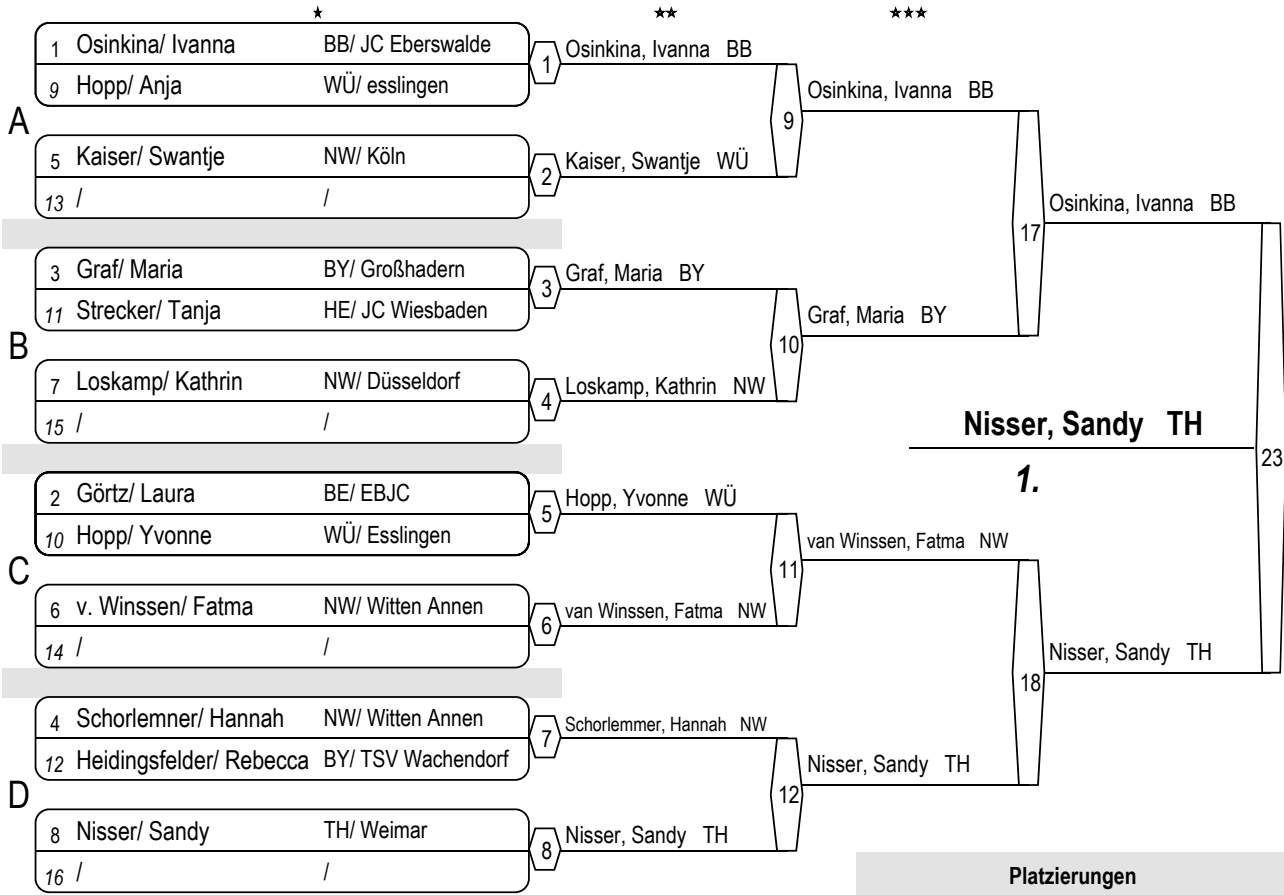 ★ ★★ ★★★
1 Osinkina/ Ivanna BB/ JC Eberswalde
9 Hopp/ Anja WÜ/ esslingen
1 Osinkina, Ivanna BB
A
5 Kaiser/ Swantje NW/ Köln
13 / /
2 Kaiser, Swantje WÜ
9 Osinkina, Ivanna BB
3 Graf/ Maria BY/ Großhadern
11 Strecker/ Tanja HE/ JC Wiesbaden
3 Graf, Maria BY
B
7 Loskamp/ Kathrin NW/ Düsseldorf
15 / /
4 Loskamp, Kathrin NW
10 Graf, Maria BY
17 Osinkina, Ivanna BB
2 Görtz/ Laura BE/ EBJC
10 Hopp/ Yvonne WÜ/ Esslingen
5 Hopp, Yvonne WÜ
C
6 v. Winssen/ Fatma NW/ Witten Annen
14 / /
6 van Winssen, Fatma NW
11 van Winssen, Fatma NW
4 Schorlemner/ Hannah NW/ Witten Annen
12 Heidingsfelder/ Rebecca BY/ TSV Wachendorf
7 Schorlemmer, Hannah NW
D
8 Nisser/ Sandy TH/ Weimar
16 / /
8 Nisser, Sandy TH
12 Nisser, Sandy TH
18 Nisser, Sandy TH
23
Nisser, Sandy TH
1.
Platzierungen